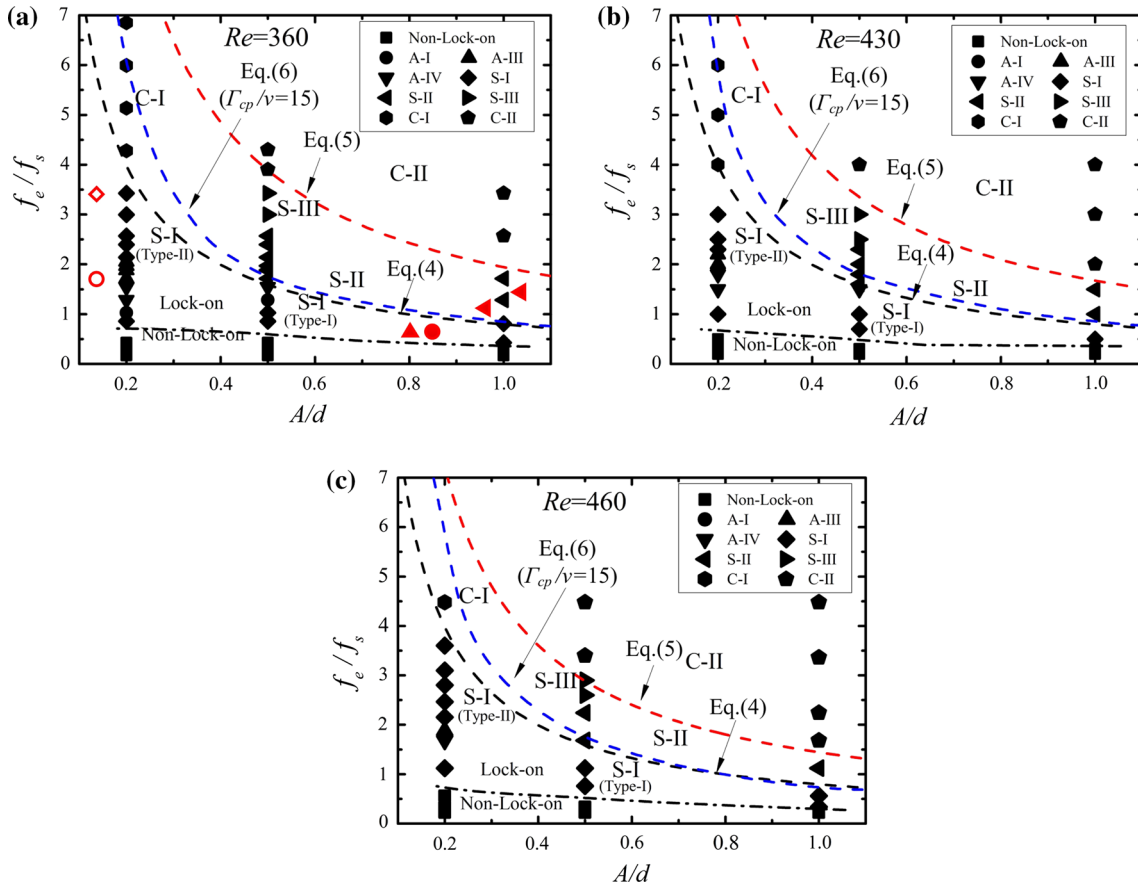 (a)
Re=360
Non-Lock-on
A-I A-III
A-IV S-I
S-II S-III
C-I C-II
Eq.(6)
(Γcp/ν=15)
C-I
Eq.(5)
C-II
S-III
S-I
(Type-II)
S-II
Eq.(4)
S-I
(Type-I)
Lock-on
Non-Lock-on
7
6
5
4
3
2
1
0
fe/fs
0.2 0.4 0.6 0.8 1.0
A/d
(b)
Re=430
Non-Lock-on
A-I A-III
A-IV S-I
S-II S-III
C-I C-II
Eq.(6)
(Γcp/ν=15)
C-I
Eq.(5)
C-II
S-III
S-I
(Type-II)
Eq.(4)
S-II
S-I
(Type-I)
Lock-on
Non-Lock-on
7
6
5
4
3
2
1
0
fe/fs
0.2 0.4 0.6 0.8 1.0
A/d
(c)
Re=460
Non-Lock-on
A-I A-III
A-IV S-I
S-II S-III
C-I C-II
Eq.(6)
(Γcp/ν=15)
C-I
Eq.(5)
C-II
S-III
S-I
(Type-II)
Eq.(4)
S-II
S-I
(Type-I)
Lock-on
Non-Lock-on
7
6
5
4
3
2
1
0
fe/fs
0.2 0.4 0.6 0.8 1.0
A/d